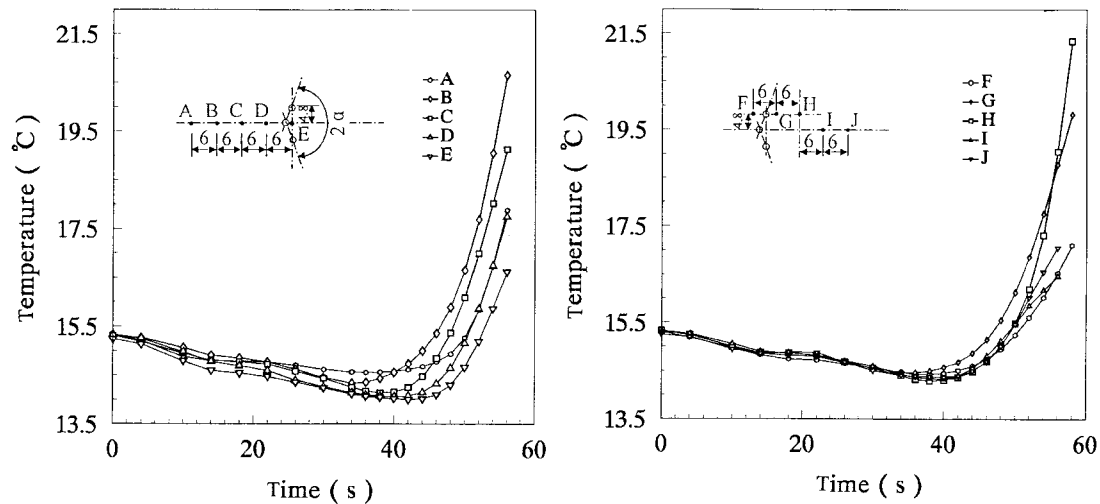 21.5
19.5
17.5
15.5
13.5
Temperature ( °C )
0
20
40
60
Time ( s )
A B C D E
6 6 6 6
4.8
2 α
A
B
C
D
E
21.5
19.5
17.5
15.5
13.5
Temperature ( °C )
0
20
40
60
Time ( s )
6 6
F G H
4.8
I J
6 6
F
G
H
I
J